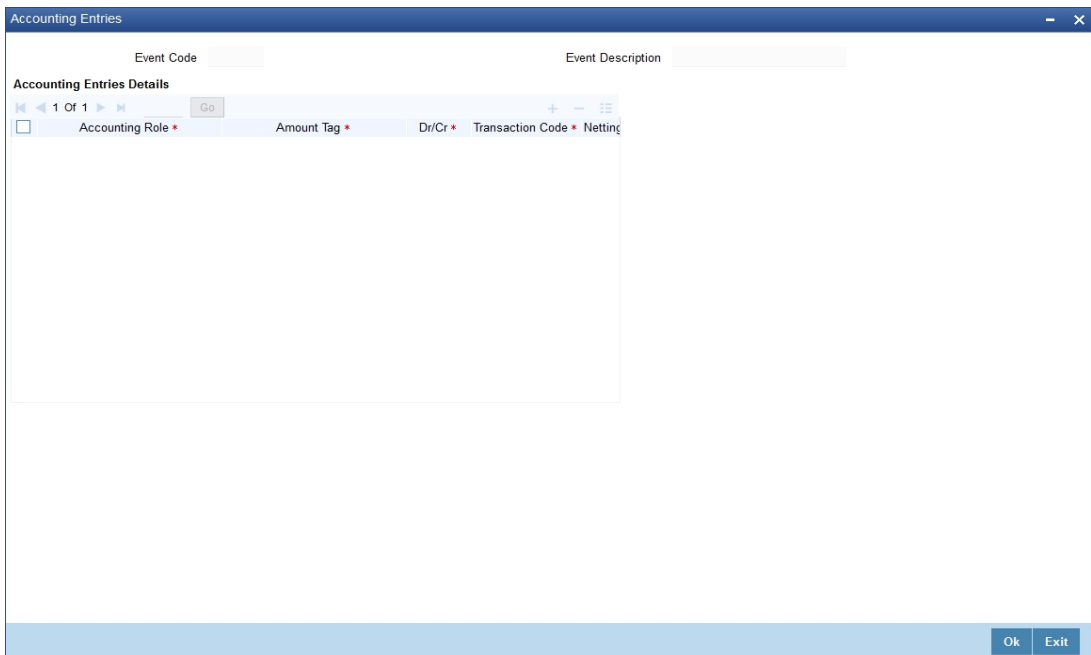 Accounting Entries
Event Code Event Description
Accounting Entries Details
1 Of 1 Go
Accounting Role * Amount Tag * Dr/Cr * Transaction Code * Netting
Ok Exit